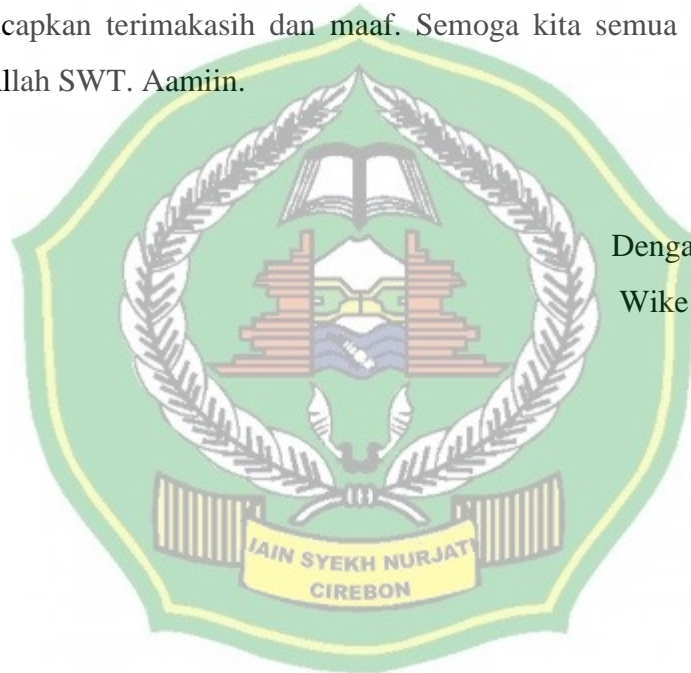 capkan terimakasih dan maaf. Semoga kita semua
llah SWT. Aamiin.
Denga
Wike
IAIN SYEKH NURJATI
CIREBON